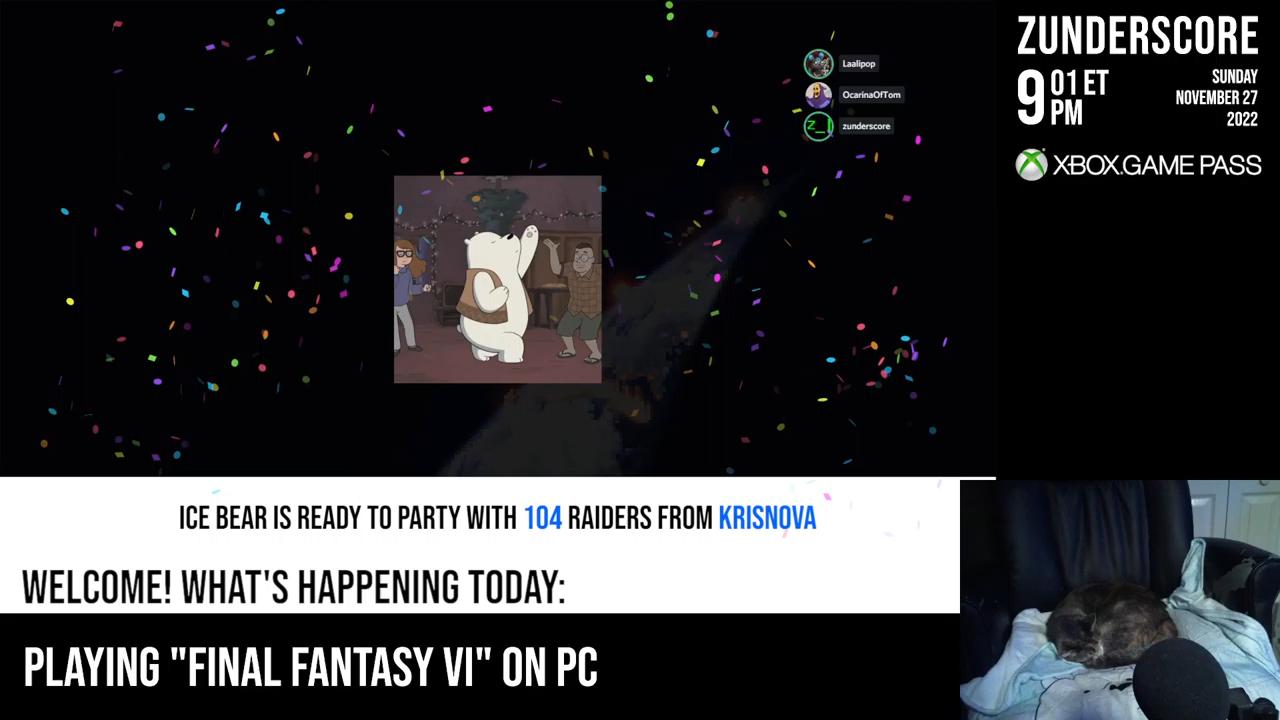 Laalipop
OcarinaOfTom
z_|
zunderscore
ZUNDERSCORE
9 01 ET
PM
SUNDAY
NOVEMBER 27
2022
XBOX GAME PASS
ICE BEAR IS READY TO PARTY WITH 104 RAIDERS FROM KRISNOVA
WELCOME! WHAT'S HAPPENING TODAY:
PLAYING "FINAL FANTASY VI" ON PC